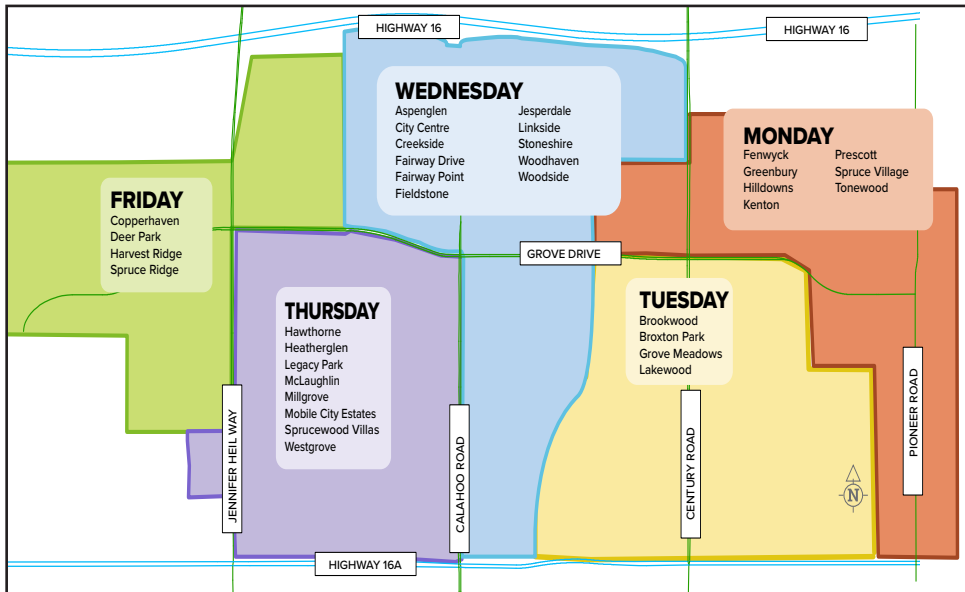 HIGHWAY 16
HIGHWAY 16
WEDNESDAY
Aspenglen
City Centre
Creekside
Fairway Drive
Fairway Point
Fieldstone
Jesperdale
Linkside
Stoneshire
Woodhaven
Woodside
MONDAY
Fenwyck
Greenbury
Hilldowns
Kenton
Prescott
Spruce Village
Tonewood
FRIDAY
Copperhaven
Deer Park
Harvest Ridge
Spruce Ridge
GROVE DRIVE
THURSDAY
Hawthorne
Heatherglen
Legacy Park
McLaughlin
Millgrove
Mobile City Estates
Sprucewood Villas
Westgrove
TUESDAY
Brookwood
Broxton Park
Grove Meadows
Lakewood
JENNIFER HEIL WAY
CALAHOO ROAD
CENTURY ROAD
PIONEER ROAD
N
HIGHWAY 16A